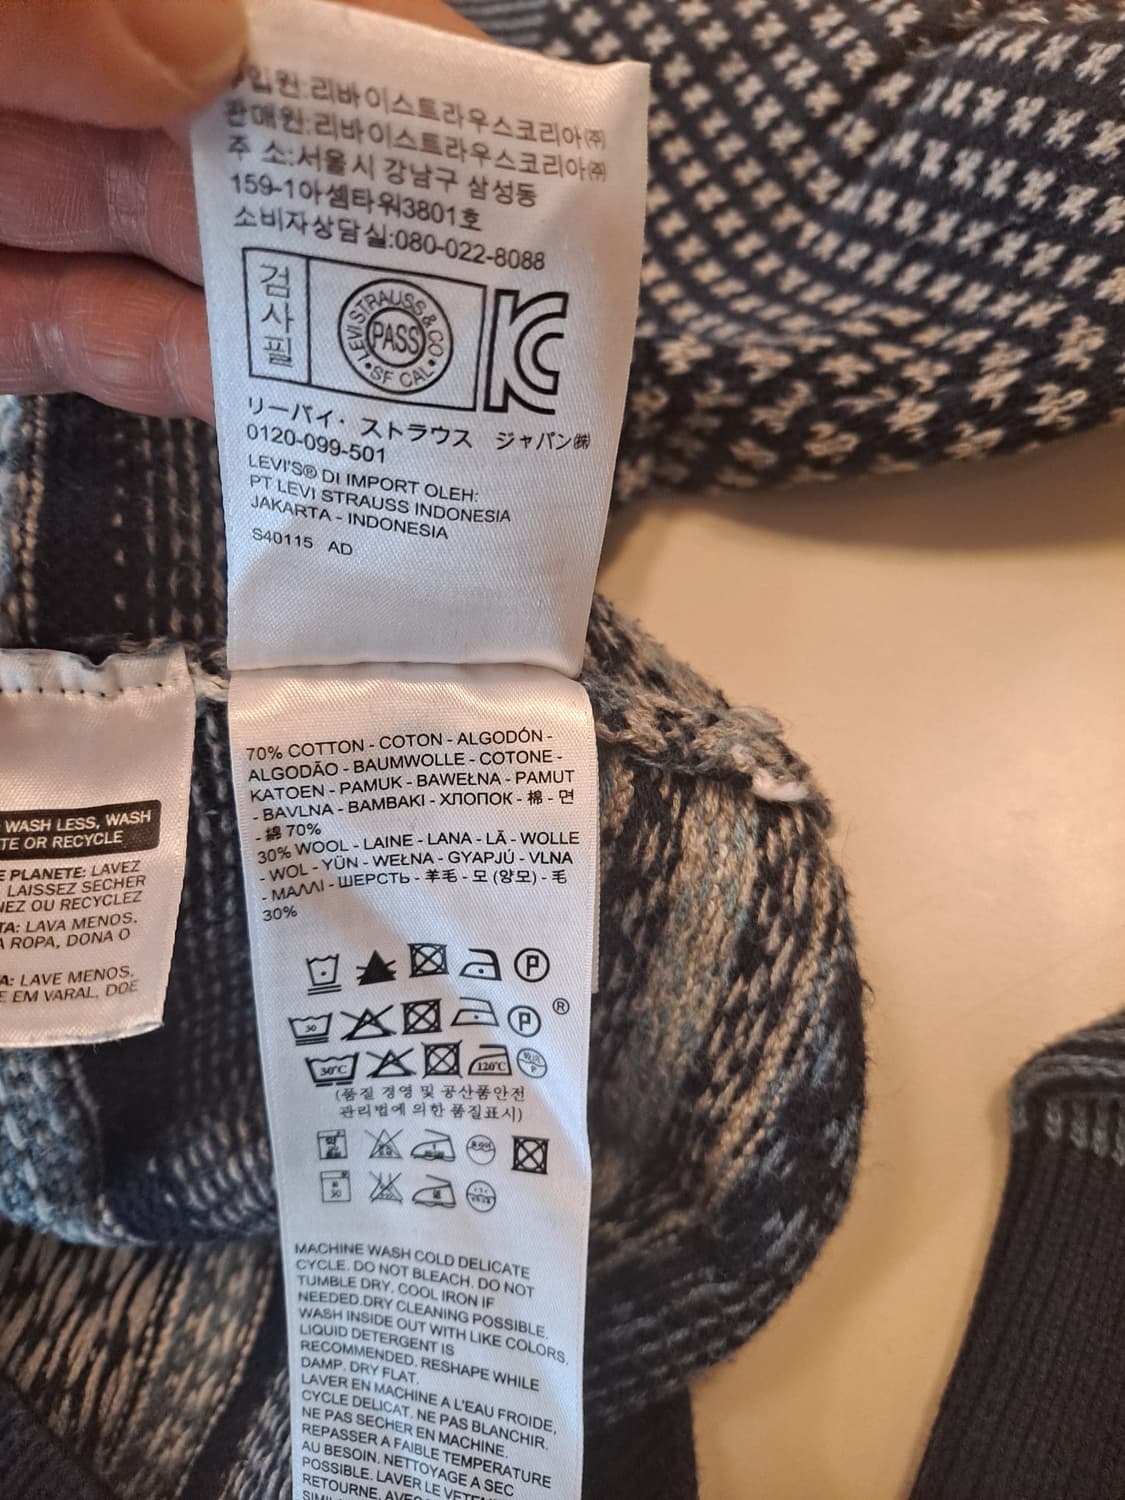 입원:리바이스트라우스코리아㈜
판매원:리바이스트라우스코리아㈜
주 소:서울시 강남구 삼성동
159-1아셈타워3801호
소비자상담실:080-022-8088
검사필
LEVI STRAUSS & CO
PASS
SF CAL
KC
リーバイ・ストラウス ジャパン㈱
0120-099-501
LEVI'S® DI IMPORT OLEH:
PT LEVI STRAUSS INDONESIA
JAKARTA - INDONESIA
S40115 AD
WASH LESS, WASH
TE OR RECYCLE
E PLANETE: LAVEZ
LAISSEZ SECHER
NEZ OU RECYCLEZ
TA: LAVA MENOS,
A ROPA, DONA O
A: LAVE MENOS,
E EM VARAL, DOE
70% COTTON - COTON - ALGODÓN -
ALGODÃO - BAUMWOLLE - COTONE -
KATOEN - PAMUK - BAWEŁNA - PAMUT
- BAVLNA - BAMBAKI - ХЛОПОК - 棉 - 면
- 綿 70%
30% WOOL - LAINE - LANA - LÃ - WOLLE
- WOL - YÜN - WEŁNA - GYAPJÚ - VLNA
- ΜΑΛΛΙ - ШЕРСТЬ - 羊毛 - 모 (양모) - 毛
30%
P
30 P ®
30°C 120°C
(품질 경영 및 공산품안전
관리법에 의한 품질표시)
30
MACHINE WASH COLD DELICATE
CYCLE. DO NOT BLEACH. DO NOT
TUMBLE DRY. COOL IRON IF
NEEDED.DRY CLEANING POSSIBLE.
WASH INSIDE OUT WITH LIKE COLORS.
LIQUID DETERGENT IS
RECOMMENDED. RESHAPE WHILE
DAMP. DRY FLAT.
LAVER EN MACHINE A L'EAU FROIDE,
CYCLE DELICAT. NE PAS BLANCHIR.
NE PAS SECHER EN MACHINE.
REPASSER A FAIBLE TEMPERATURE
AU BESOIN. NETTOYAGE A SEC
POSSIBLE. LAVER LE
RETOURNE,